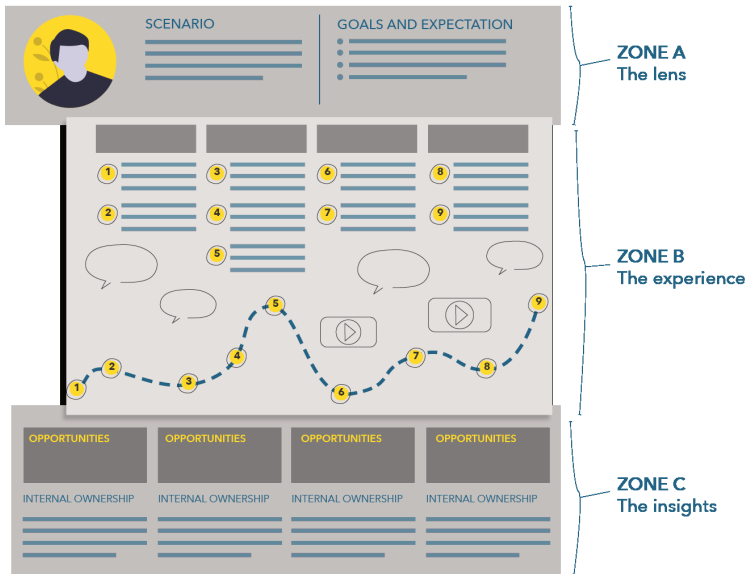 SCENARIO
GOALS AND EXPECTATION
ZONE A
The lens
1
3
6
8
2
4
7
9
5
ZONE B
The experience
5
9
4
7
2
8
3
1
6
OPPORTUNITIES
OPPORTUNITIES
OPPORTUNITIES
OPPORTUNITIES
INTERNAL OWNERSHIP
INTERNAL OWNERSHIP
INTERNAL OWNERSHIP
INTERNAL OWNERSHIP
ZONE C
The insights